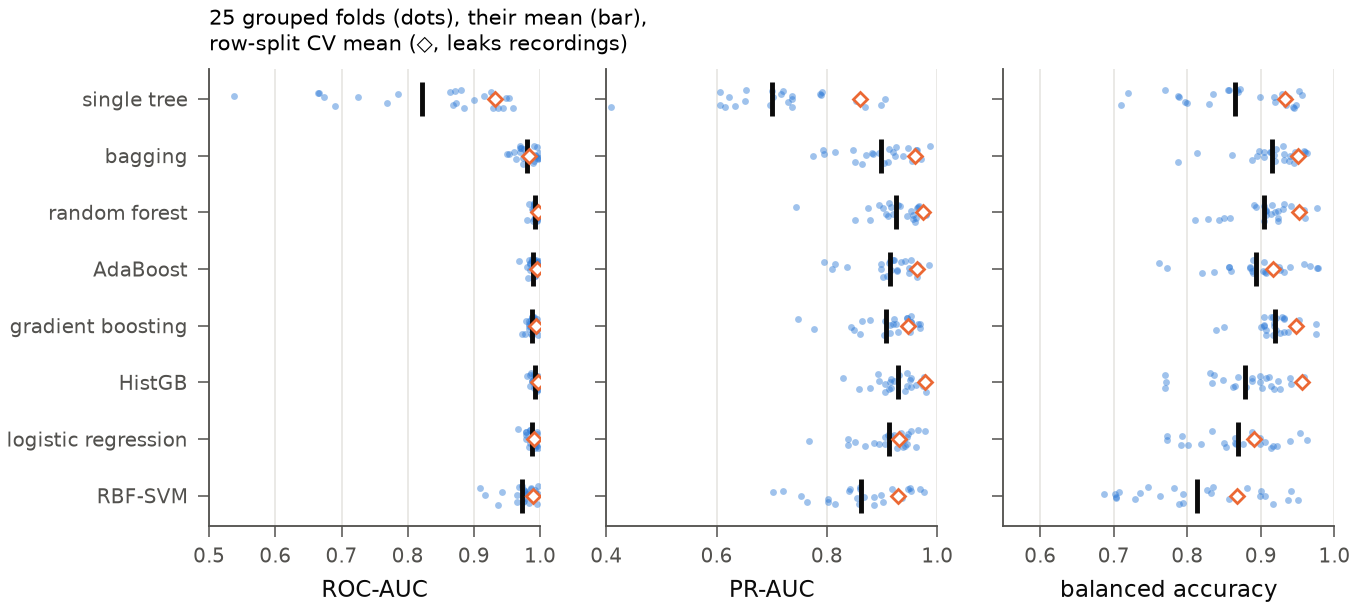 25 grouped folds (dots), their mean (bar),
row-split CV mean (◇, leaks recordings)
single tree
bagging
random forest
AdaBoost
gradient boosting
HistGB
logistic regression
RBF-SVM
0.5 0.6 0.7 0.8 0.9 1.0
ROC-AUC
0.4 0.6 0.8 1.0
PR-AUC
0.6 0.7 0.8 0.9 1.0
balanced accuracy